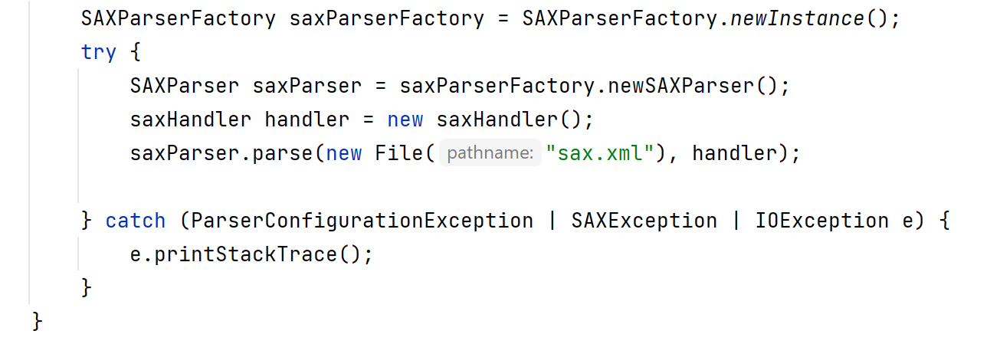 SAXParserFactory saxParserFactory = SAXParserFactory.newInstance();
try {
SAXParser saxParser = saxParserFactory.newSAXParser();
saxHandler handler = new saxHandler();
saxParser.parse(new File( pathname: "sax.xml"), handler);
} catch (ParserConfigurationException | SAXException | IOException e) {
e.printStackTrace();
}
}